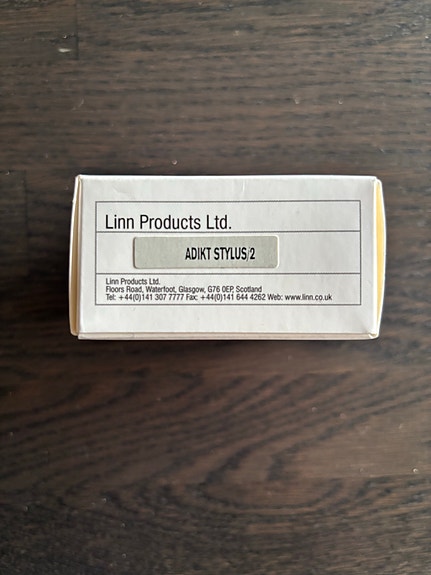 Linn Products Ltd.
ADIKT STYLUS/2
Linn Products Ltd.
Floors Road, Waterfoot, Glasgow, G76 0EP, Scotland
Tel: +44(0)141 307 7777 Fax: +44(0)141 644 4262 Web: www.linn.co.uk